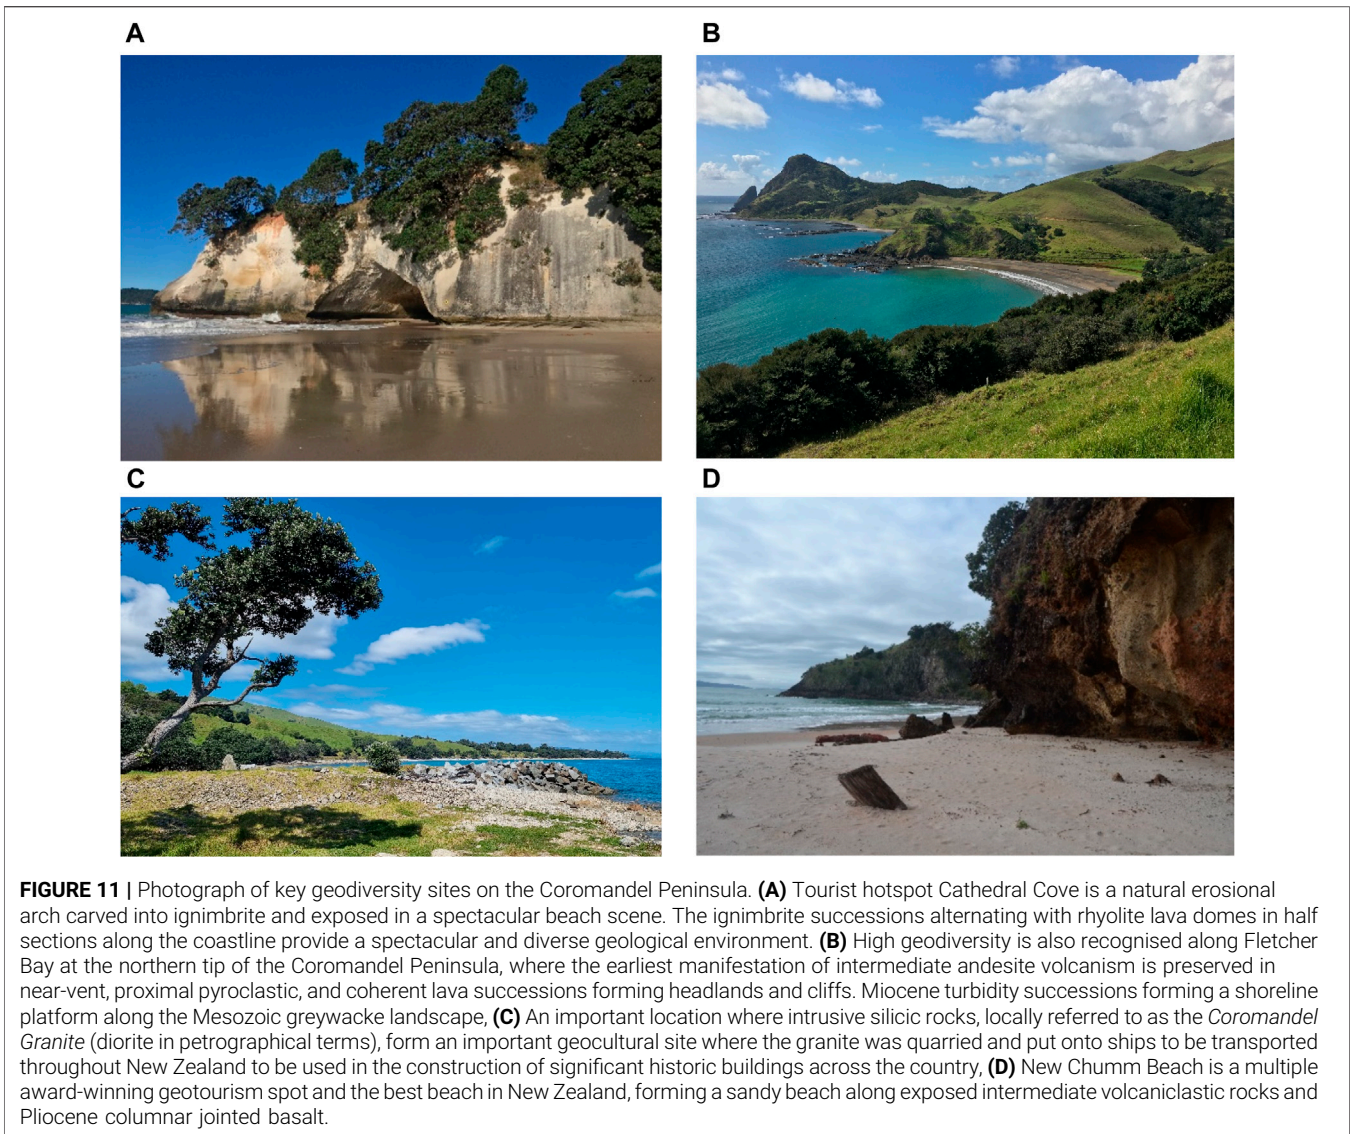 A
B
C
D
FIGURE 11 | Photograph of key geodiversity sites on the Coromandel Peninsula. (A) Tourist hotspot Cathedral Cove is a natural erosional
arch carved into ignimbrite and exposed in a spectacular beach scene. The ignimbrite successions alternating with rhyolite lava domes in half
sections along the coastline provide a spectacular and diverse geological environment. (B) High geodiversity is also recognised along Fletcher
Bay at the northern tip of the Coromandel Peninsula, where the earliest manifestation of intermediate andesite volcanism is preserved in
near-vent, proximal pyroclastic, and coherent lava successions forming headlands and cliffs. Miocene turbidity successions forming a shoreline
platform along the Mesozoic greywacke landscape, (C) An important location where intrusive silicic rocks, locally referred to as the Coromandel
Granite (diorite in petrographical terms), form an important geocultural site where the granite was quarried and put onto ships to be transported
throughout New Zealand to be used in the construction of significant historic buildings across the country, (D) New Chumm Beach is a multiple
award-winning geotourism spot and the best beach in New Zealand, forming a sandy beach along exposed intermediate volcaniclastic rocks and
Pliocene columnar jointed basalt.